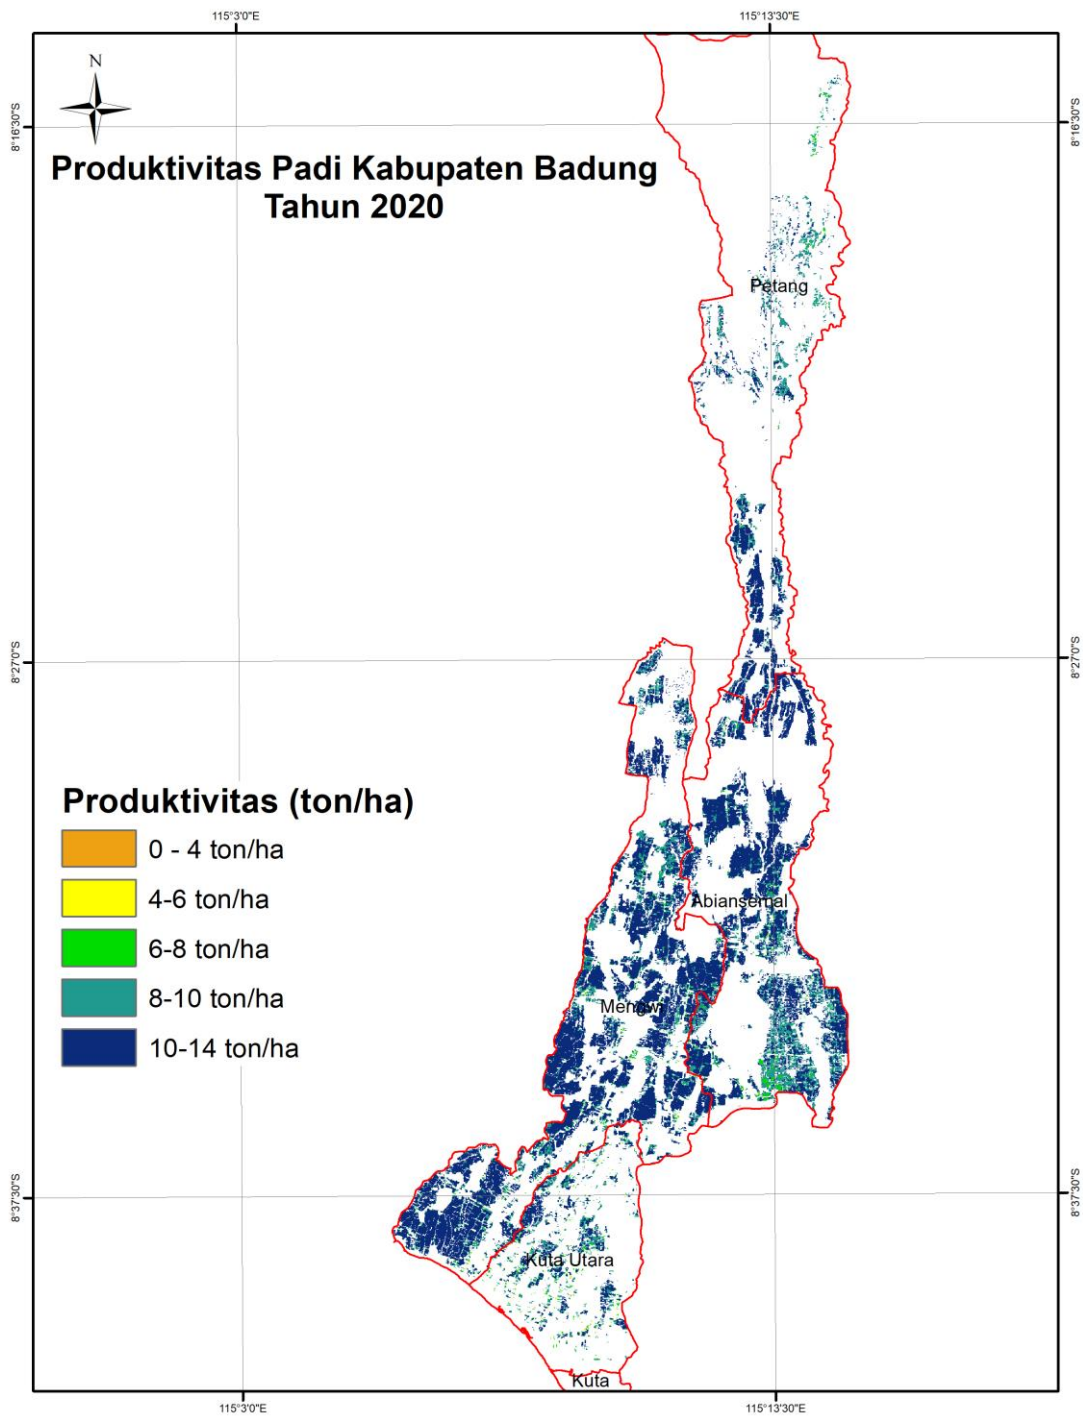 115°3'0"E
115°13'30"E
N
8°16'30"S
8°16'30"S
Produktivitas Padi Kabupaten Badung
Tahun 2020
Petang
8°27'0"S
8°27'0"S
Produktivitas (ton/ha)
0 - 4 ton/ha
4-6 ton/ha
6-8 ton/ha
8-10 ton/ha
10-14 ton/ha
Abiansemal
Mengwi
8°37'30"S
8°37'30"S
Kuta Utara
Kuta
115°3'0"E
115°13'30"E